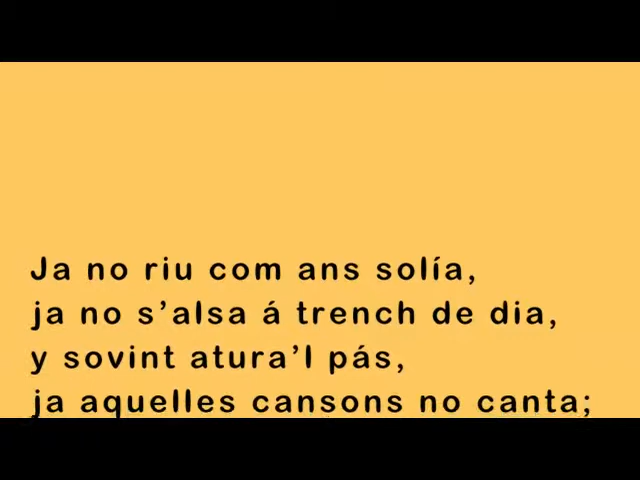 Ja no riu com ans solía,
ja no s’alsa á trench de dia,
y sovint atura’l pás,
ja aquelles cansons no canta;